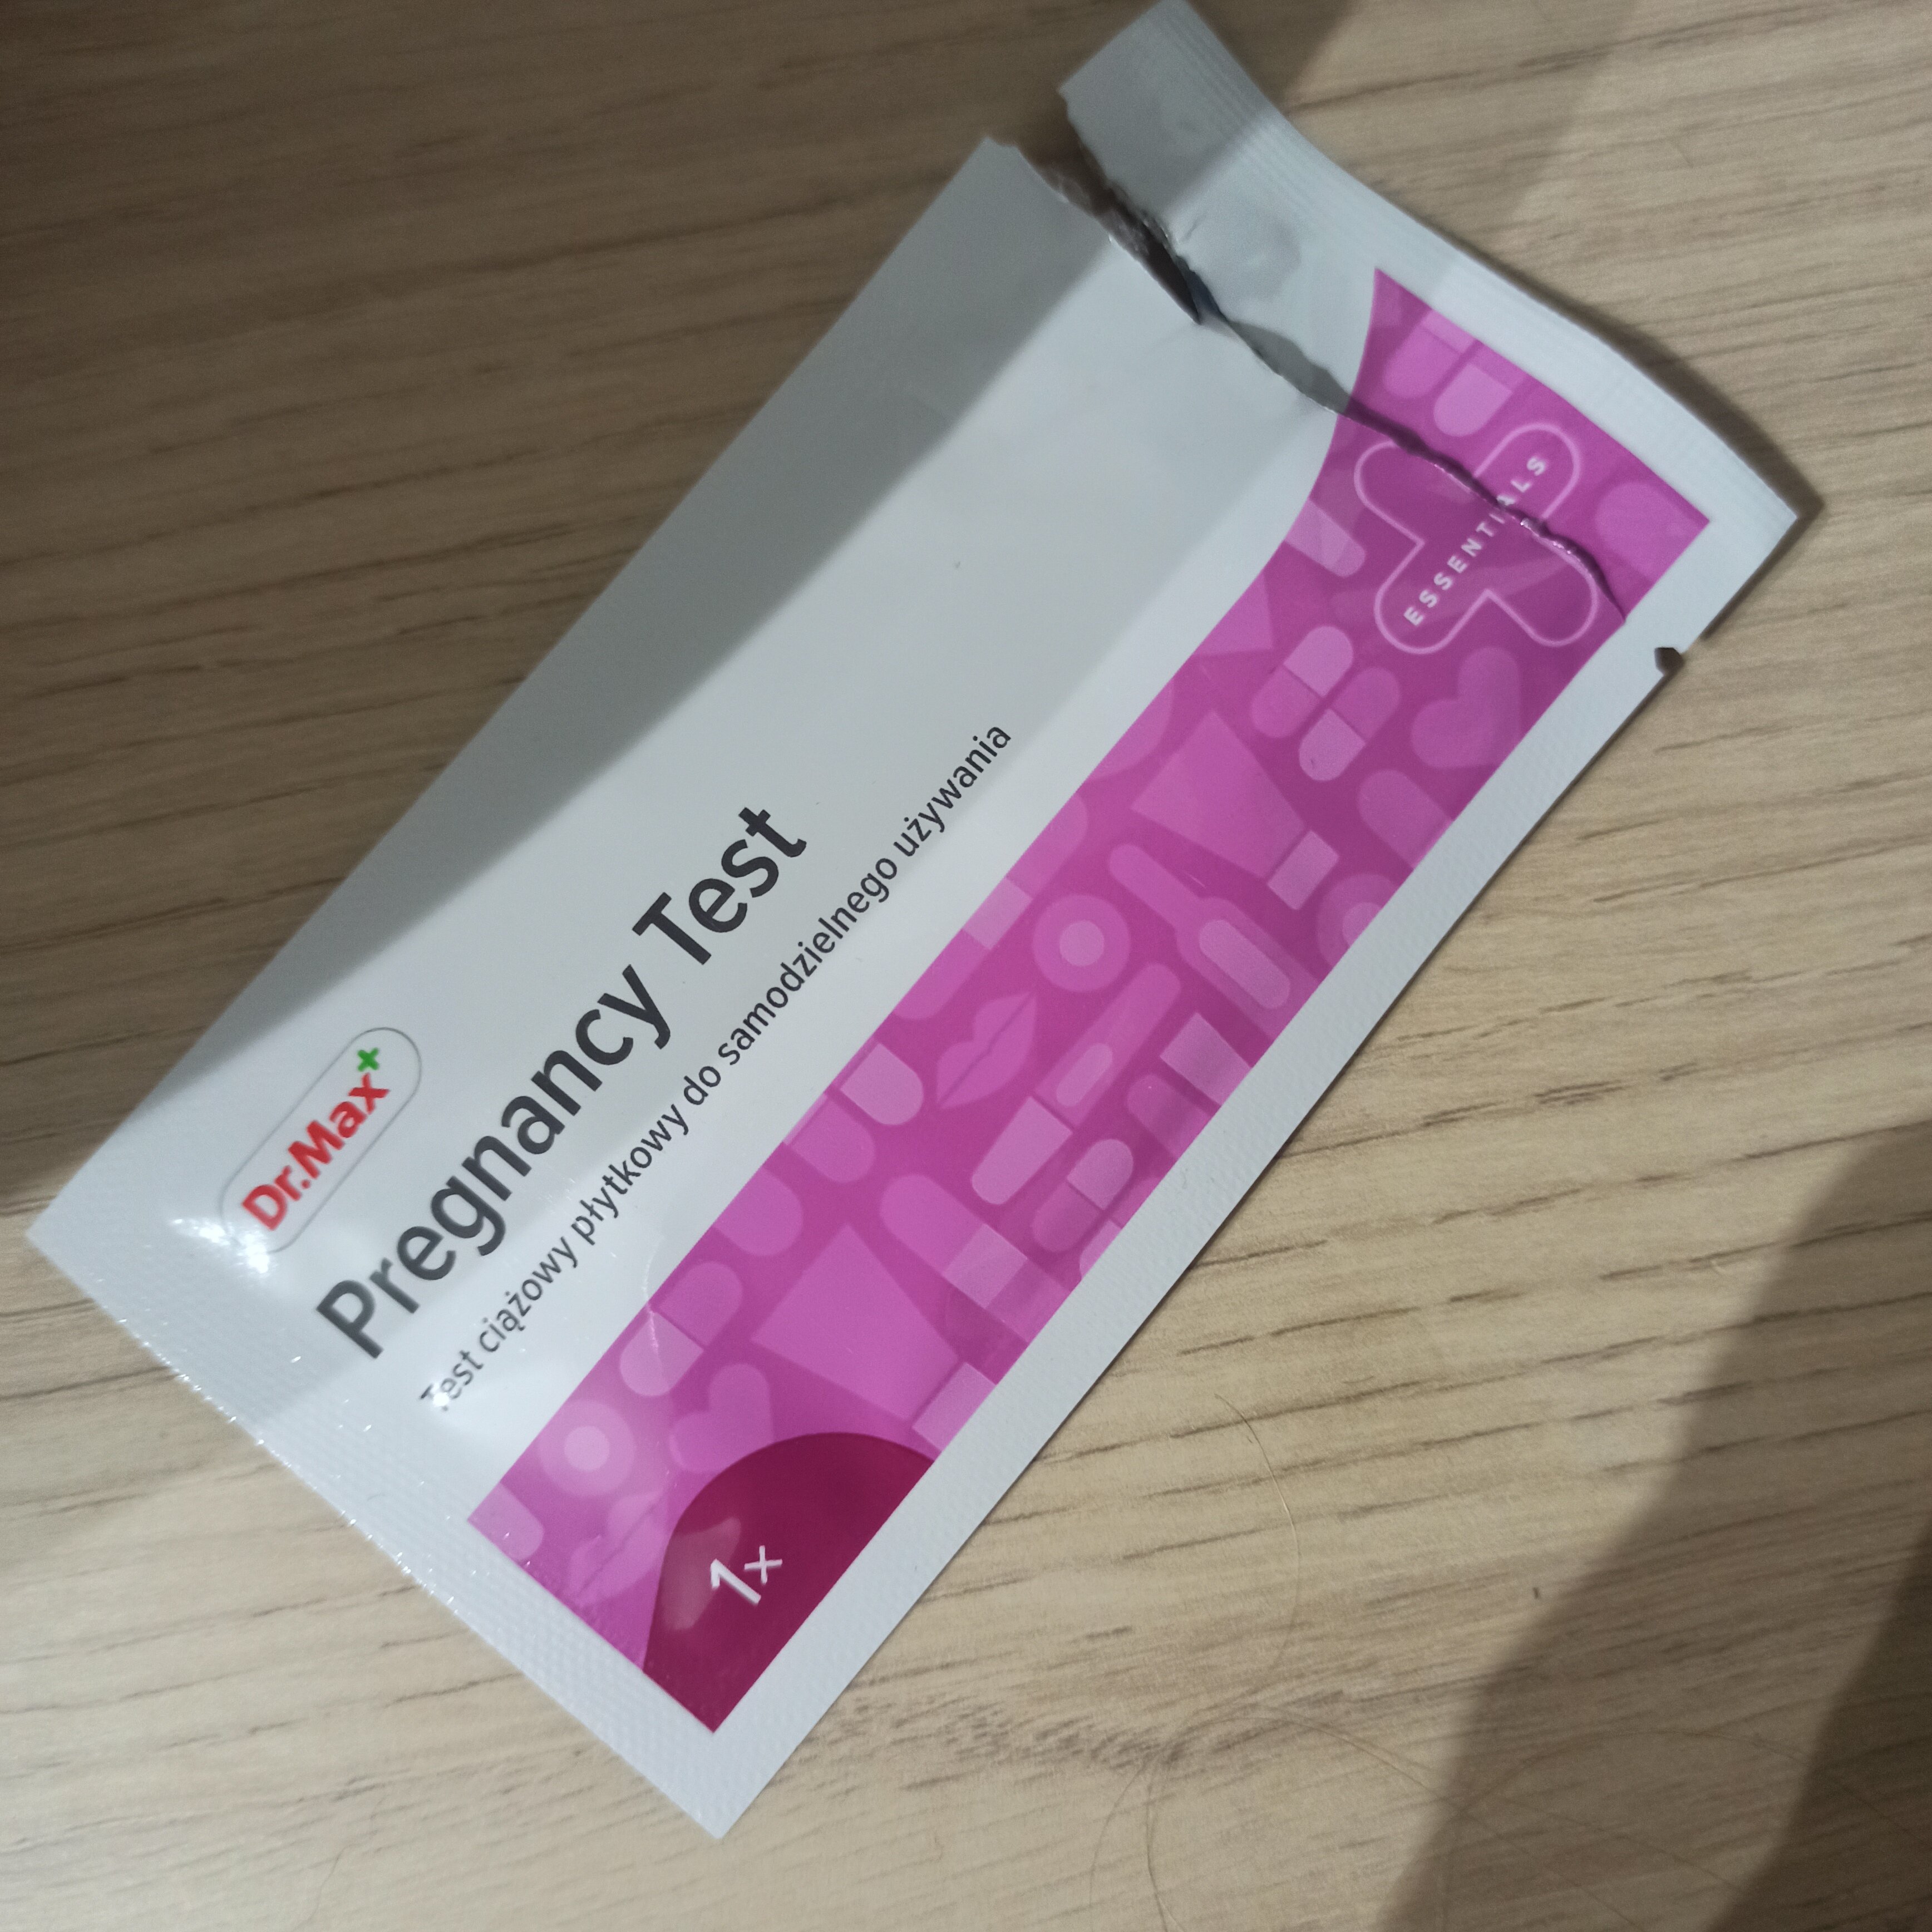 Dr.Max+
Pregnancy Test
Test ciążowy płytkowy do samodzielnego używania
ESSENTIALS
1x